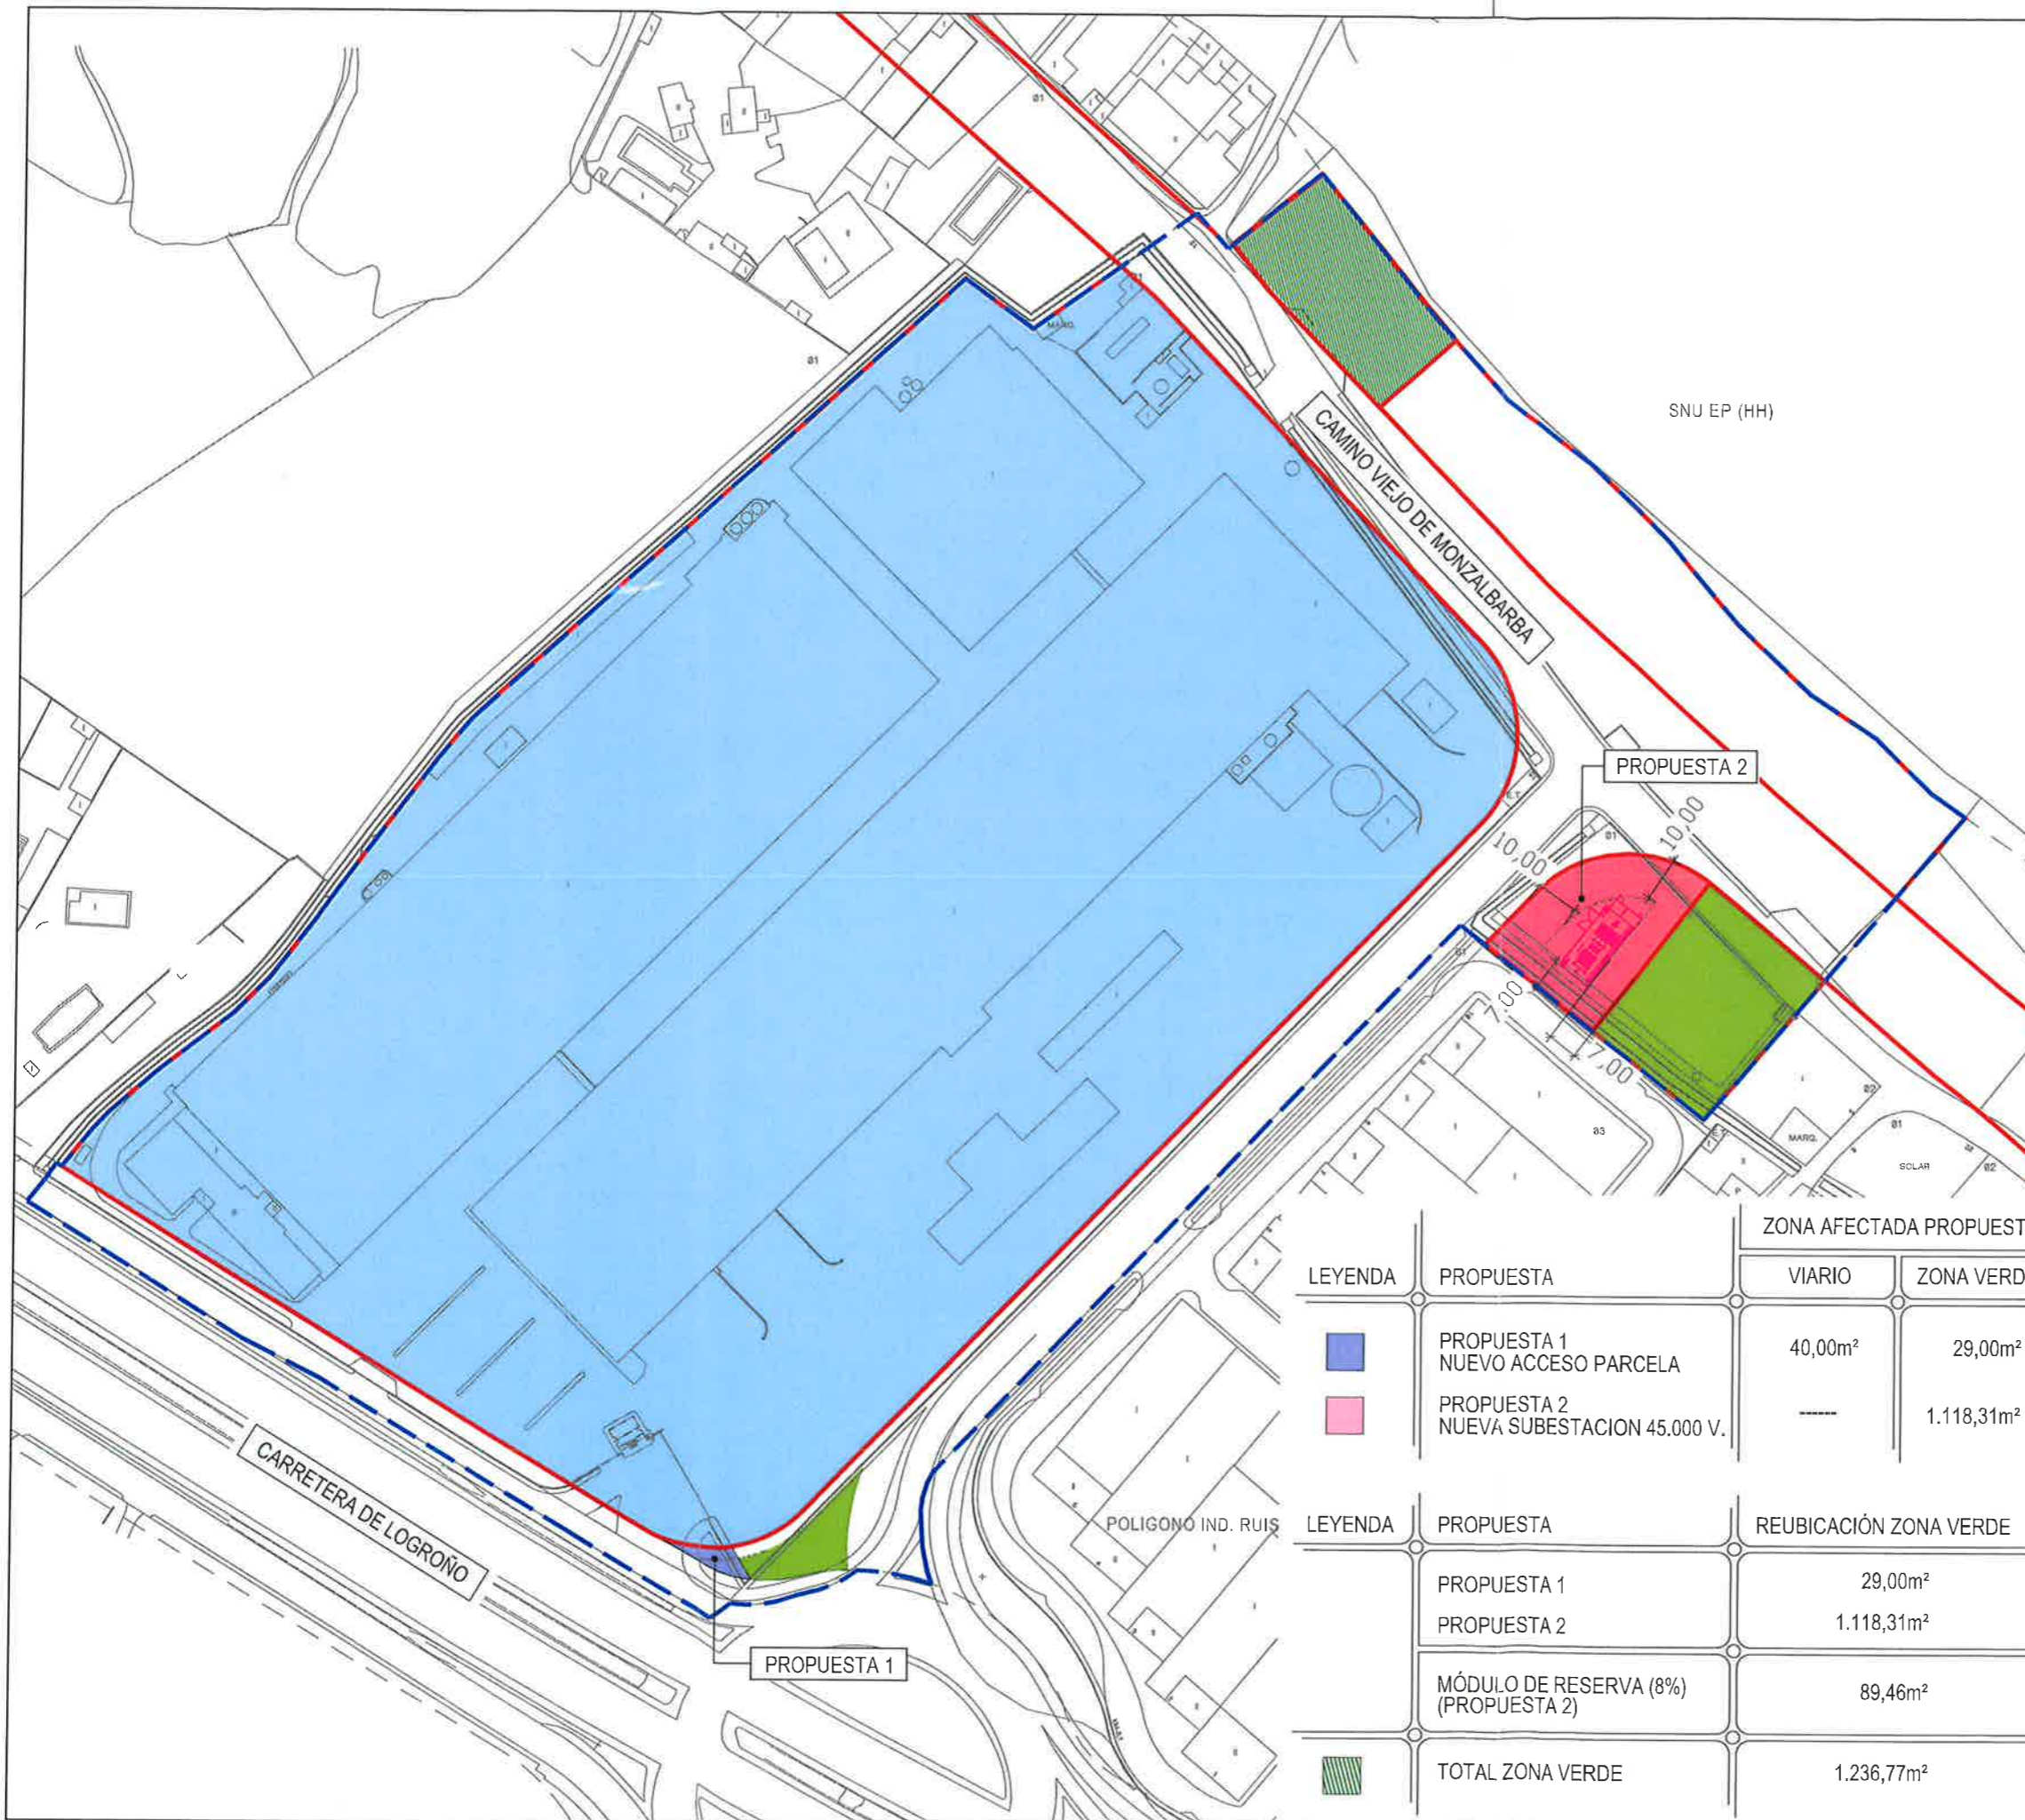 SNU EP (HH)
MARQ.
CAMINO VIEJO DE MONZALBARBA
PROPUESTA 2
E.T.
10,00
10,00
7,00
7,00
MARQ.
SOLAR
CARRETERA DE LOGROÑO
POLIGONO IND. RUIS
PROPUESTA 1
ZONA AFECTADA PROPUEST
LEYENDA PROPUESTA VIARIO ZONA VERD
PROPUESTA 1
NUEVO ACCESO PARCELA 40,00m² 29,00m²
PROPUESTA 2
NUEVA SUBESTACION 45.000 V. ------ 1.118,31m²
LEYENDA PROPUESTA REUBICACIÓN ZONA VERDE
PROPUESTA 1 29,00m²
PROPUESTA 2 1.118,31m²
MÓDULO DE RESERVA (8%)
(PROPUESTA 2) 89,46m²
TOTAL ZONA VERDE 1.236,77m²